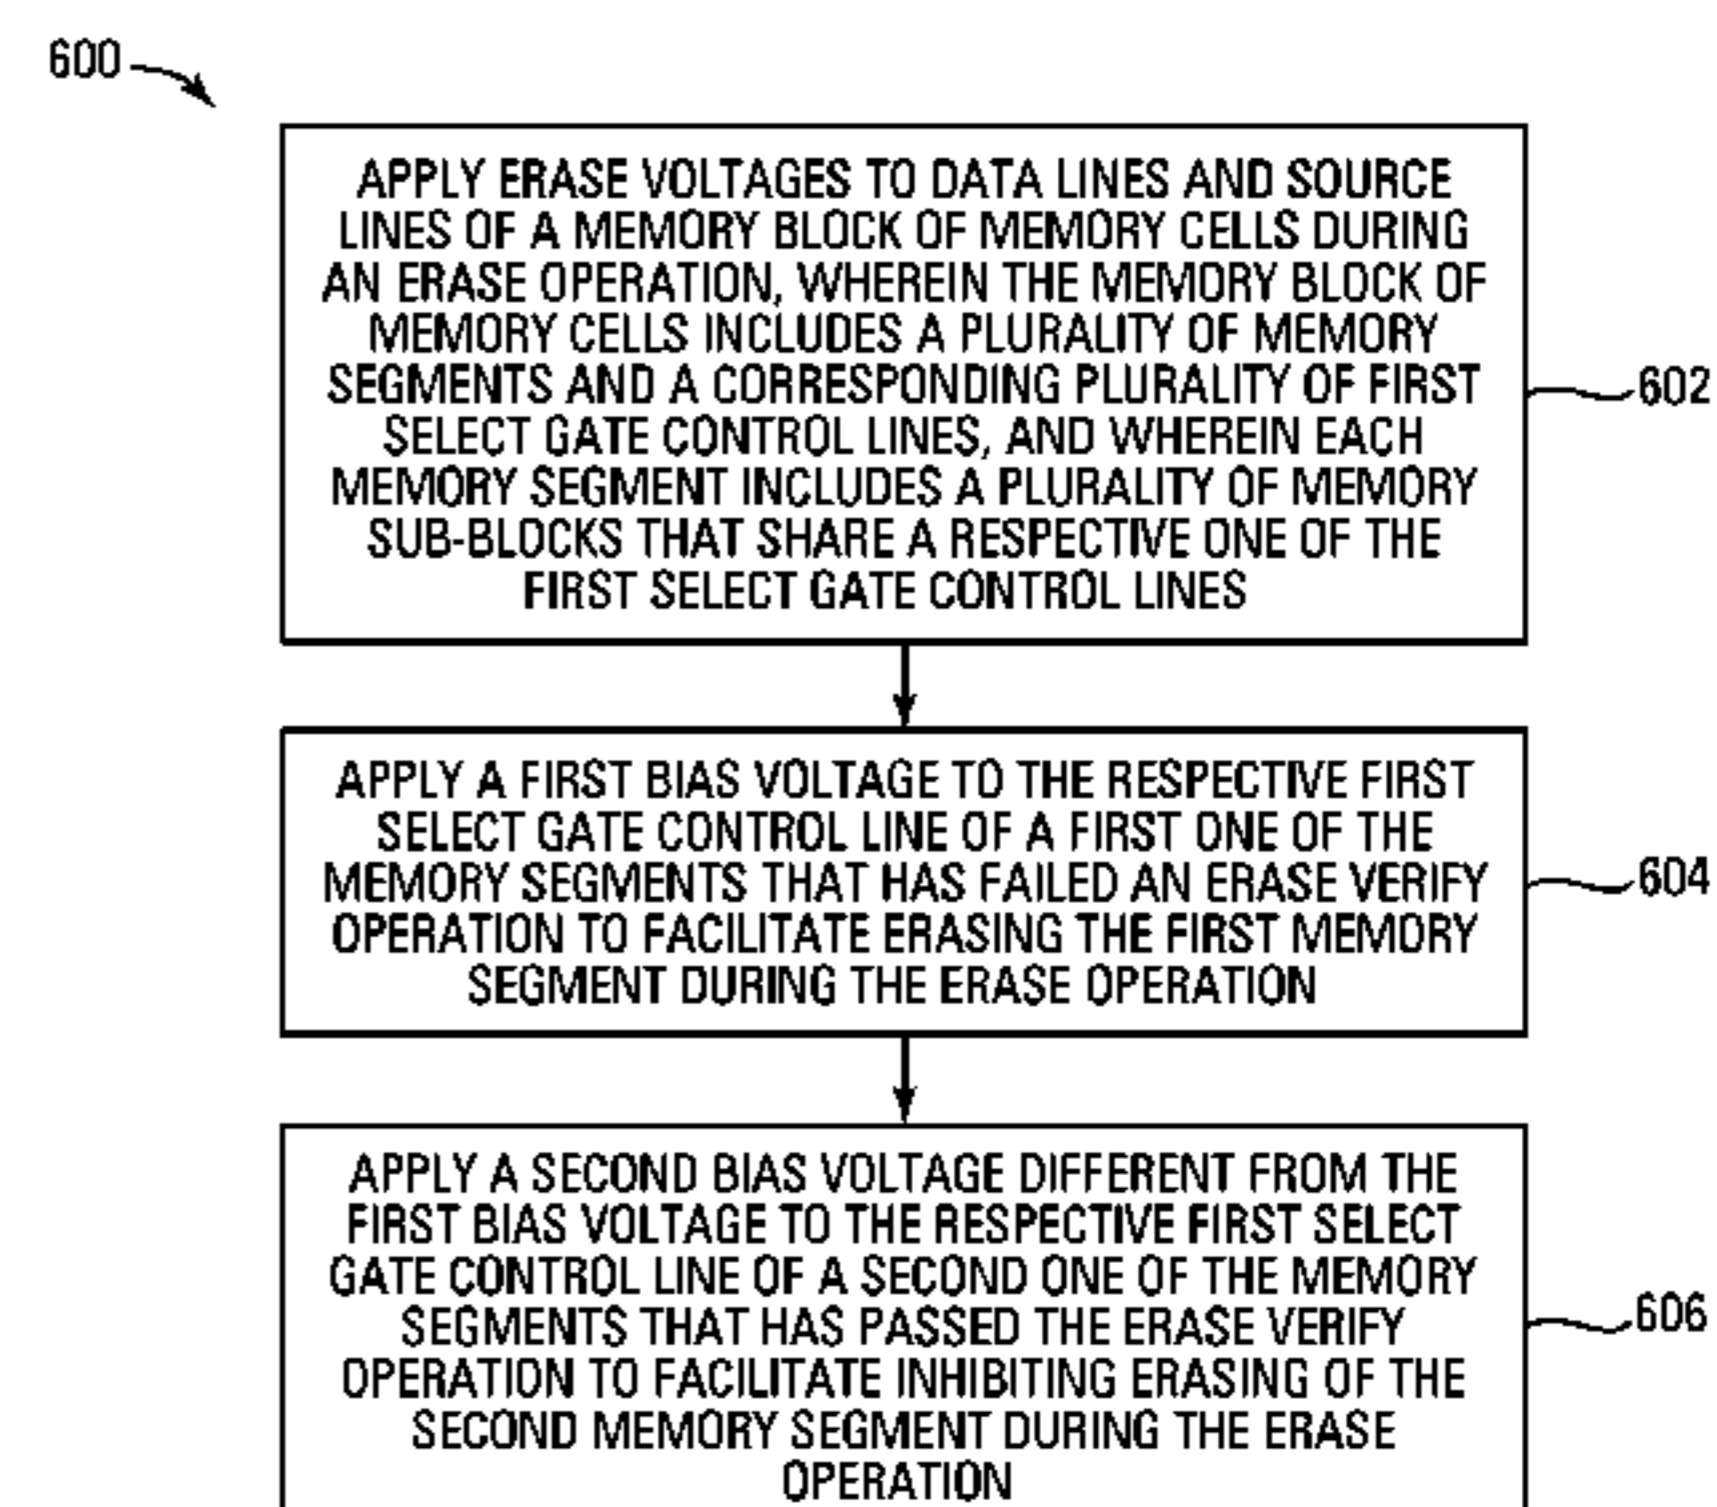 600
APPLY ERASE VOLTAGES TO DATA LINES AND SOURCE
LINES OF A MEMORY BLOCK OF MEMORY CELLS DURING
AN ERASE OPERATION, WHEREIN THE MEMORY BLOCK OF
MEMORY CELLS INCLUDES A PLURALITY OF MEMORY
SEGMENTS AND A CORRESPONDING PLURALITY OF FIRST
SELECT GATE CONTROL LINES, AND WHEREIN EACH
MEMORY SEGMENT INCLUDES A PLURALITY OF MEMORY
SUB-BLOCKS THAT SHARE A RESPECTIVE ONE OF THE
FIRST SELECT GATE CONTROL LINES
602
APPLY A FIRST BIAS VOLTAGE TO THE RESPECTIVE FIRST
SELECT GATE CONTROL LINE OF A FIRST ONE OF THE
MEMORY SEGMENTS THAT HAS FAILED AN ERASE VERIFY
OPERATION TO FACILITATE ERASING THE FIRST MEMORY
SEGMENT DURING THE ERASE OPERATION
604
APPLY A SECOND BIAS VOLTAGE DIFFERENT FROM THE
FIRST BIAS VOLTAGE TO THE RESPECTIVE FIRST SELECT
GATE CONTROL LINE OF A SECOND ONE OF THE MEMORY
SEGMENTS THAT HAS PASSED THE ERASE VERIFY
OPERATION TO FACILITATE INHIBITING ERASING OF THE
SECOND MEMORY SEGMENT DURING THE ERASE
OPERATION
606